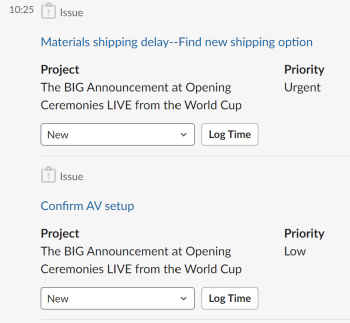 10:25 Issue
Materials shipping delay--Find new shipping option
Project Priority
The BIG Announcement at Opening Urgent
Ceremonies LIVE from the World Cup
New Log Time
Issue
Confirm AV setup
Project Priority
The BIG Announcement at Opening Low
Ceremonies LIVE from the World Cup
New Log Time